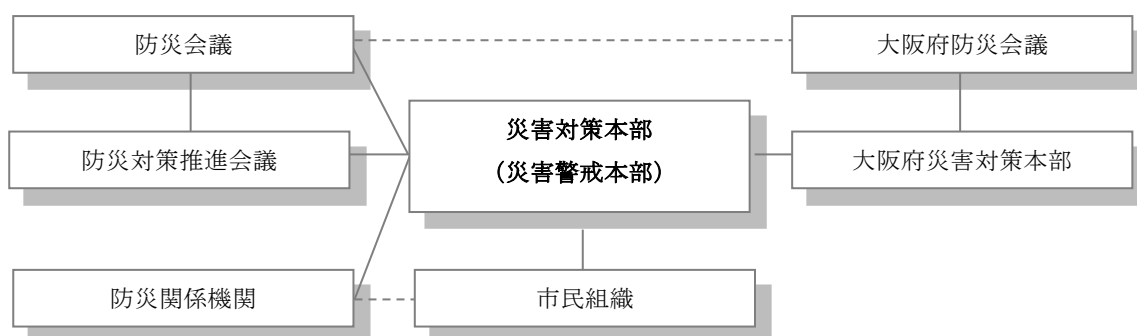 防災会議
大阪府防災会議
災害対策本部
（災害警戒本部）
防災対策推進会議
大阪府災害対策本部
防災関係機関
市民組織